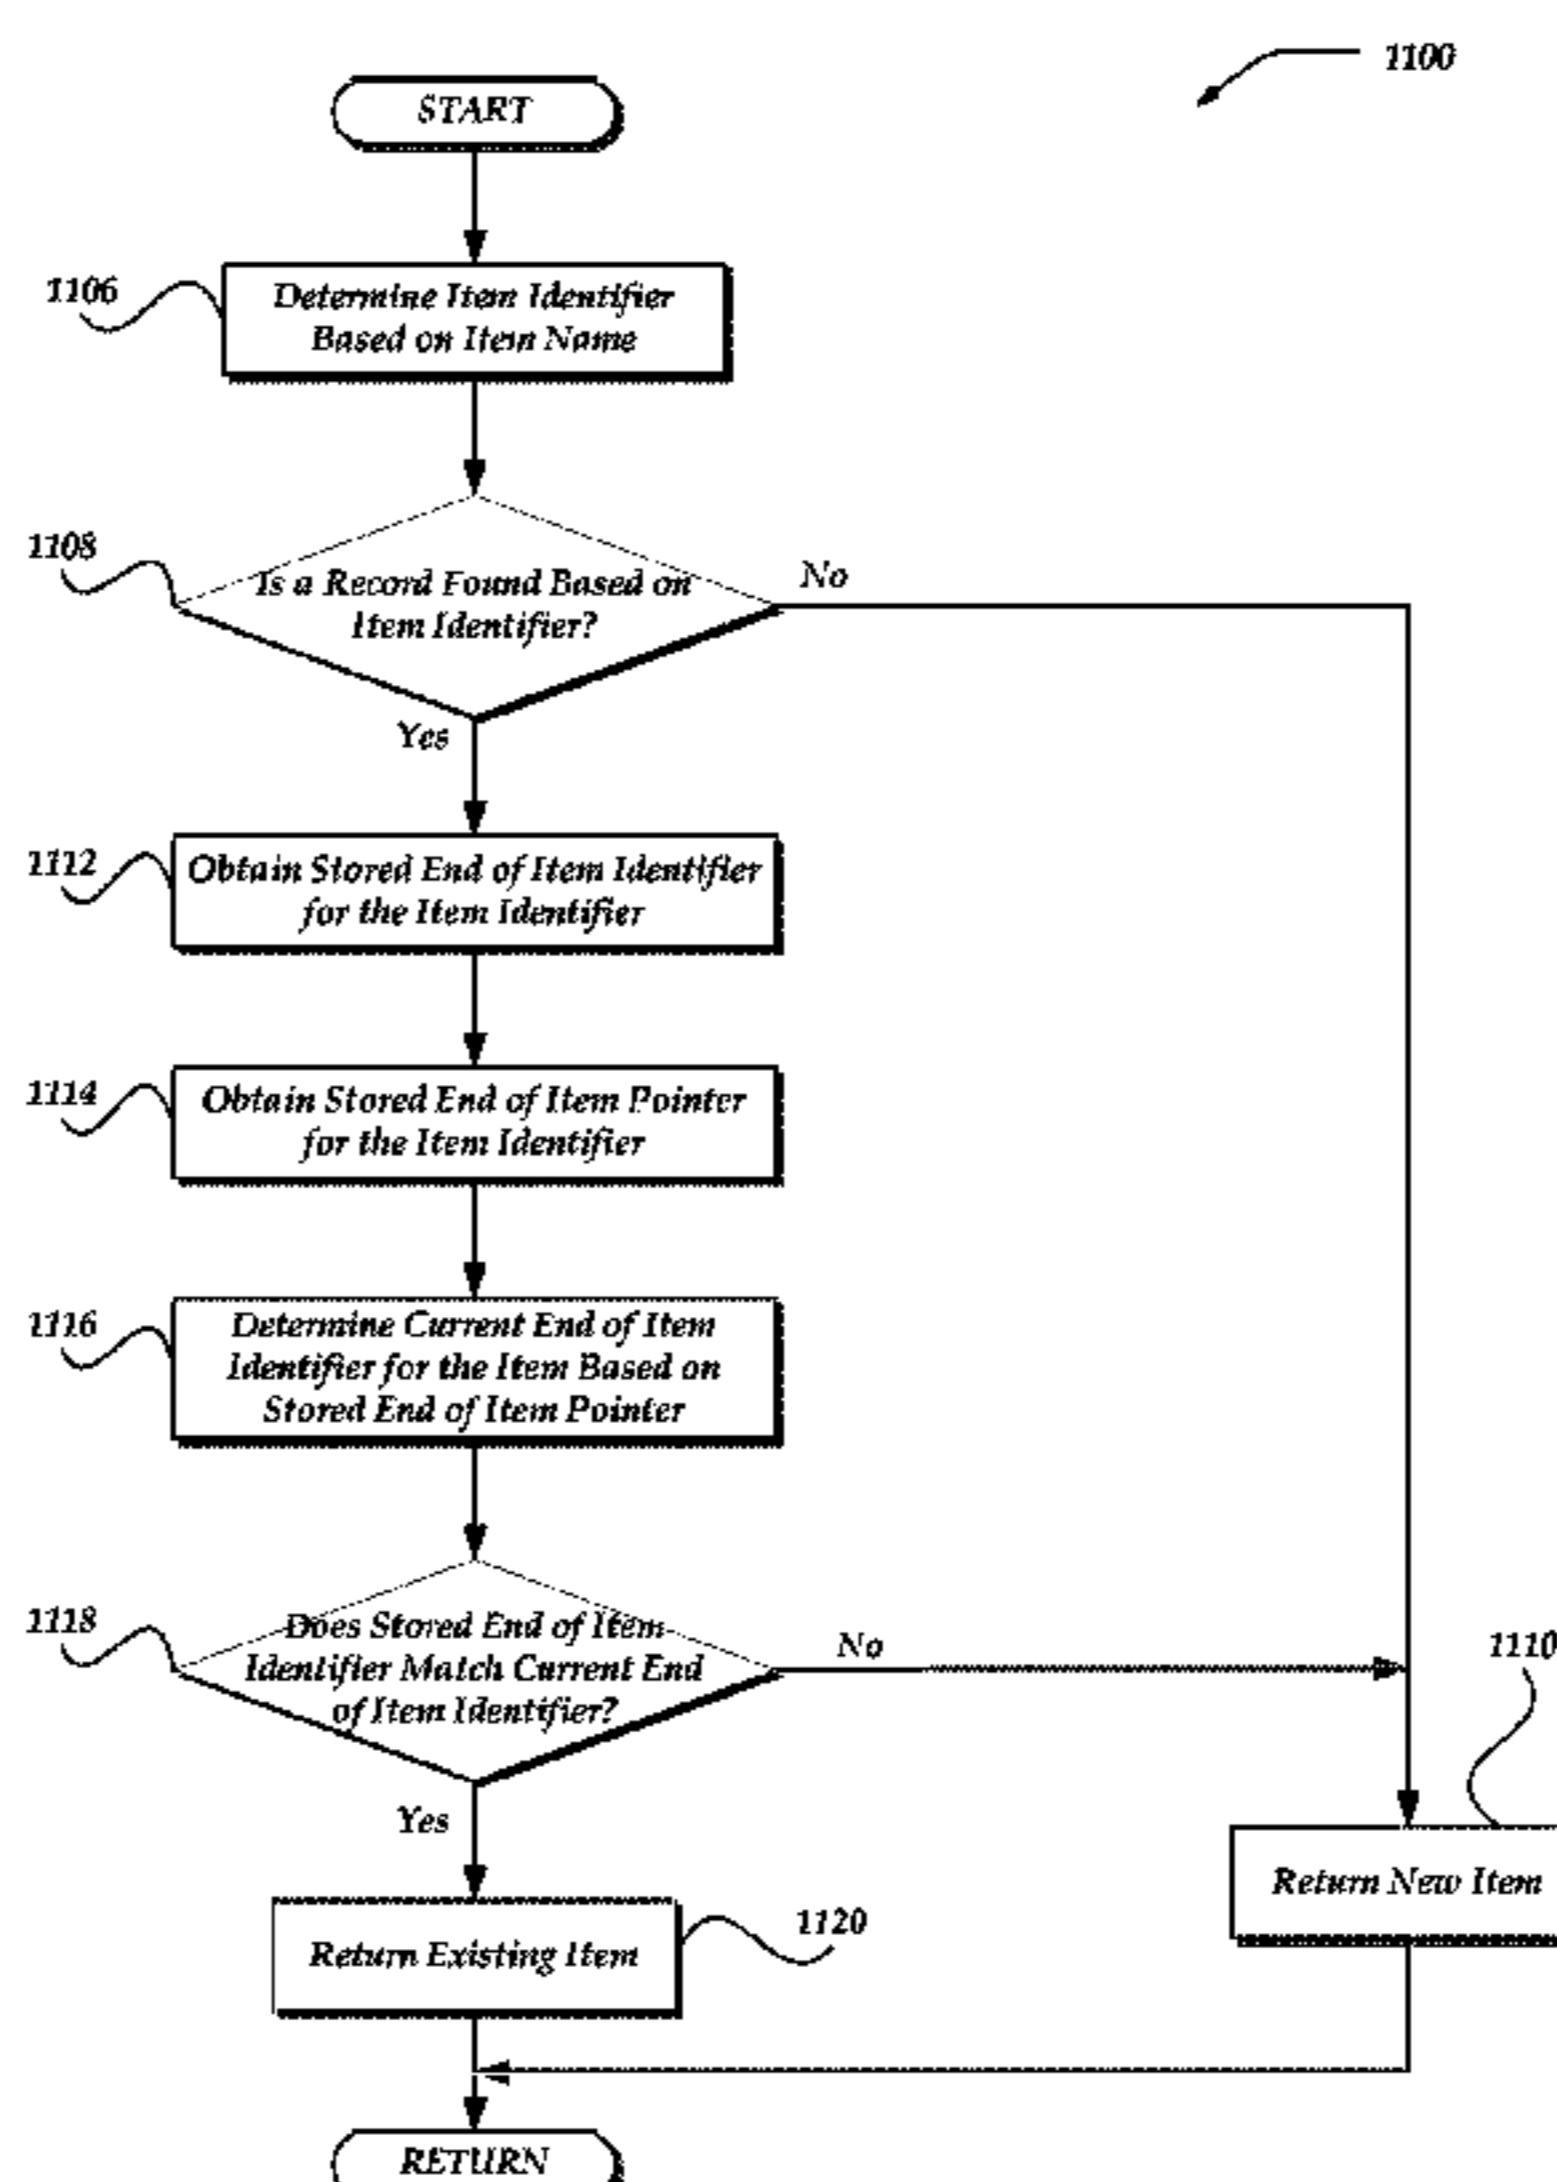 1100
START
1106
Determine Item Identifier
Based on Item Name
1108
Is a Record Found Based on
Item Identifier?
No
Yes
1112
Obtain Stored End of Item Identifier
for the Item Identifier
1114
Obtain Stored End of Item Pointer
for the Item Identifier
1116
Determine Current End of Item
Identifier for the Item Based on
Stored End of Item Pointer
1118
Does Stored End of Item
Identifier Match Current End
of Item Identifier?
No
1110
Yes
Return New Item
Return Existing Item
1120
RETURN